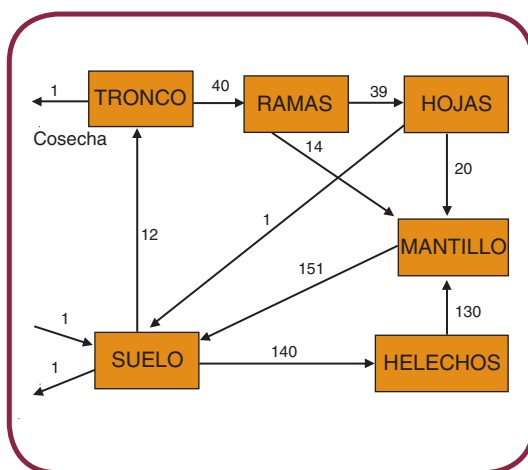 1
TRONCO
40
RAMAS
39
HOJAS
Cosecha
14
20
12
1
MANTILLO
151
1
130
1
SUELO
140
HELECHOS